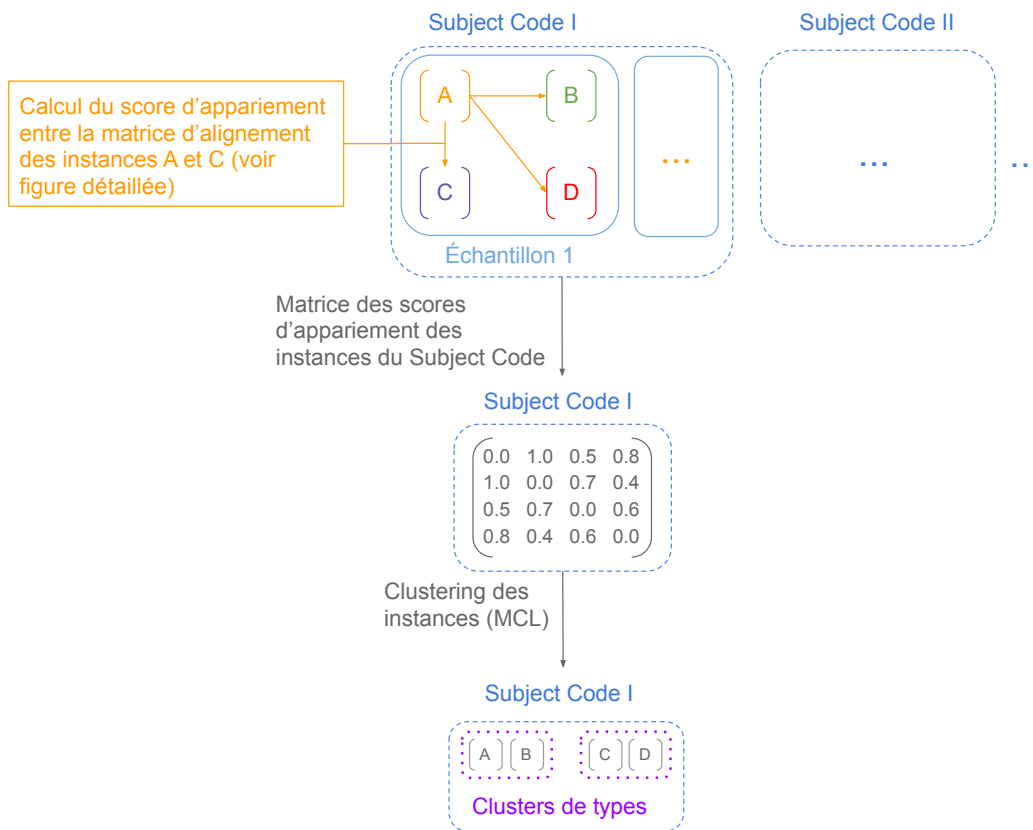 Subject Code I
Subject Code II
Calcul du score d'appariement
entre la matrice d'alignement
des instances A et C (voir
figure détaillée)
A
B
...
...
..
C
D
Échantillon 1
Matrice des scores
d'appariement des
instances du Subject Code
Subject Code I
0.0 1.0 0.5 0.8
1.0 0.0 0.7 0.4
0.5 0.7 0.0 0.6
0.8 0.4 0.6 0.0
Clustering des
instances (MCL)
Subject Code I
A B C D
Clusters de types